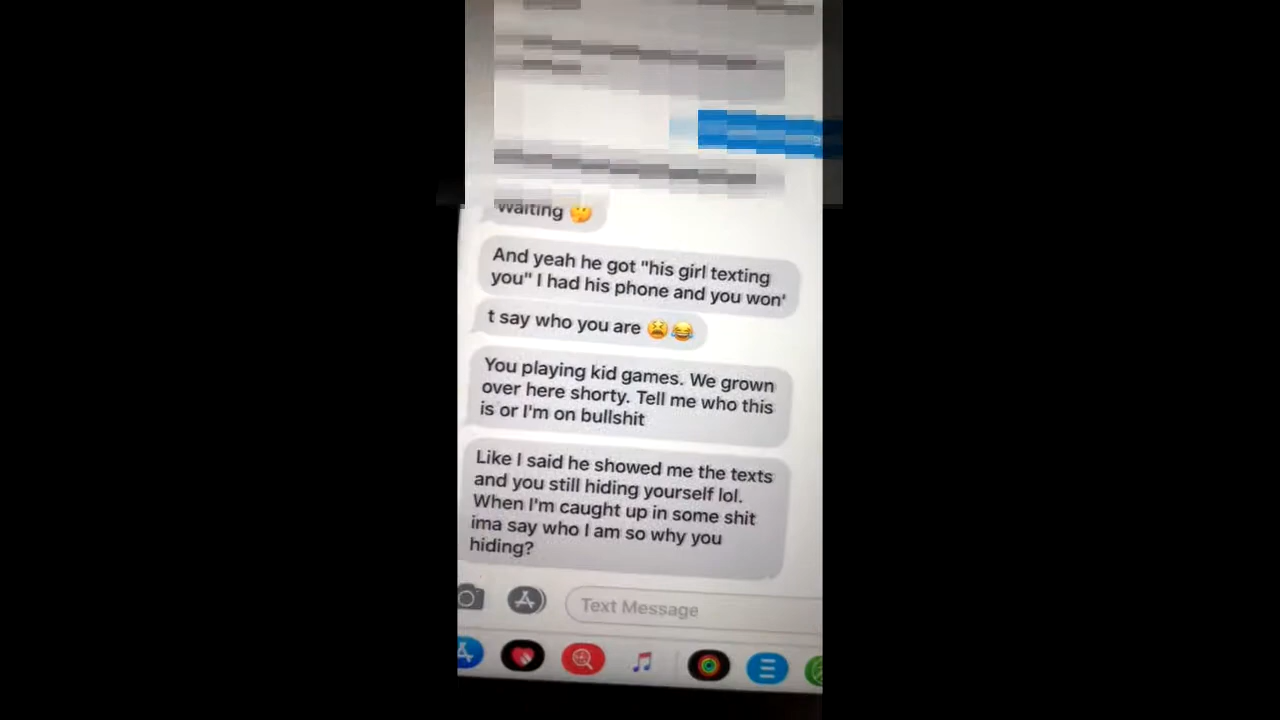 Waiting 🤔
And yeah he got "his girl texting
you" I had his phone and you won'
t say who you are 😫😂
You playing kid games. We grown
over here shorty. Tell me who this
is or I'm on bullshit
Like I said he showed me the texts
and you still hiding yourself lol.
When I'm caught up in some shit
ima say who I am so why you
hiding?
Text Message